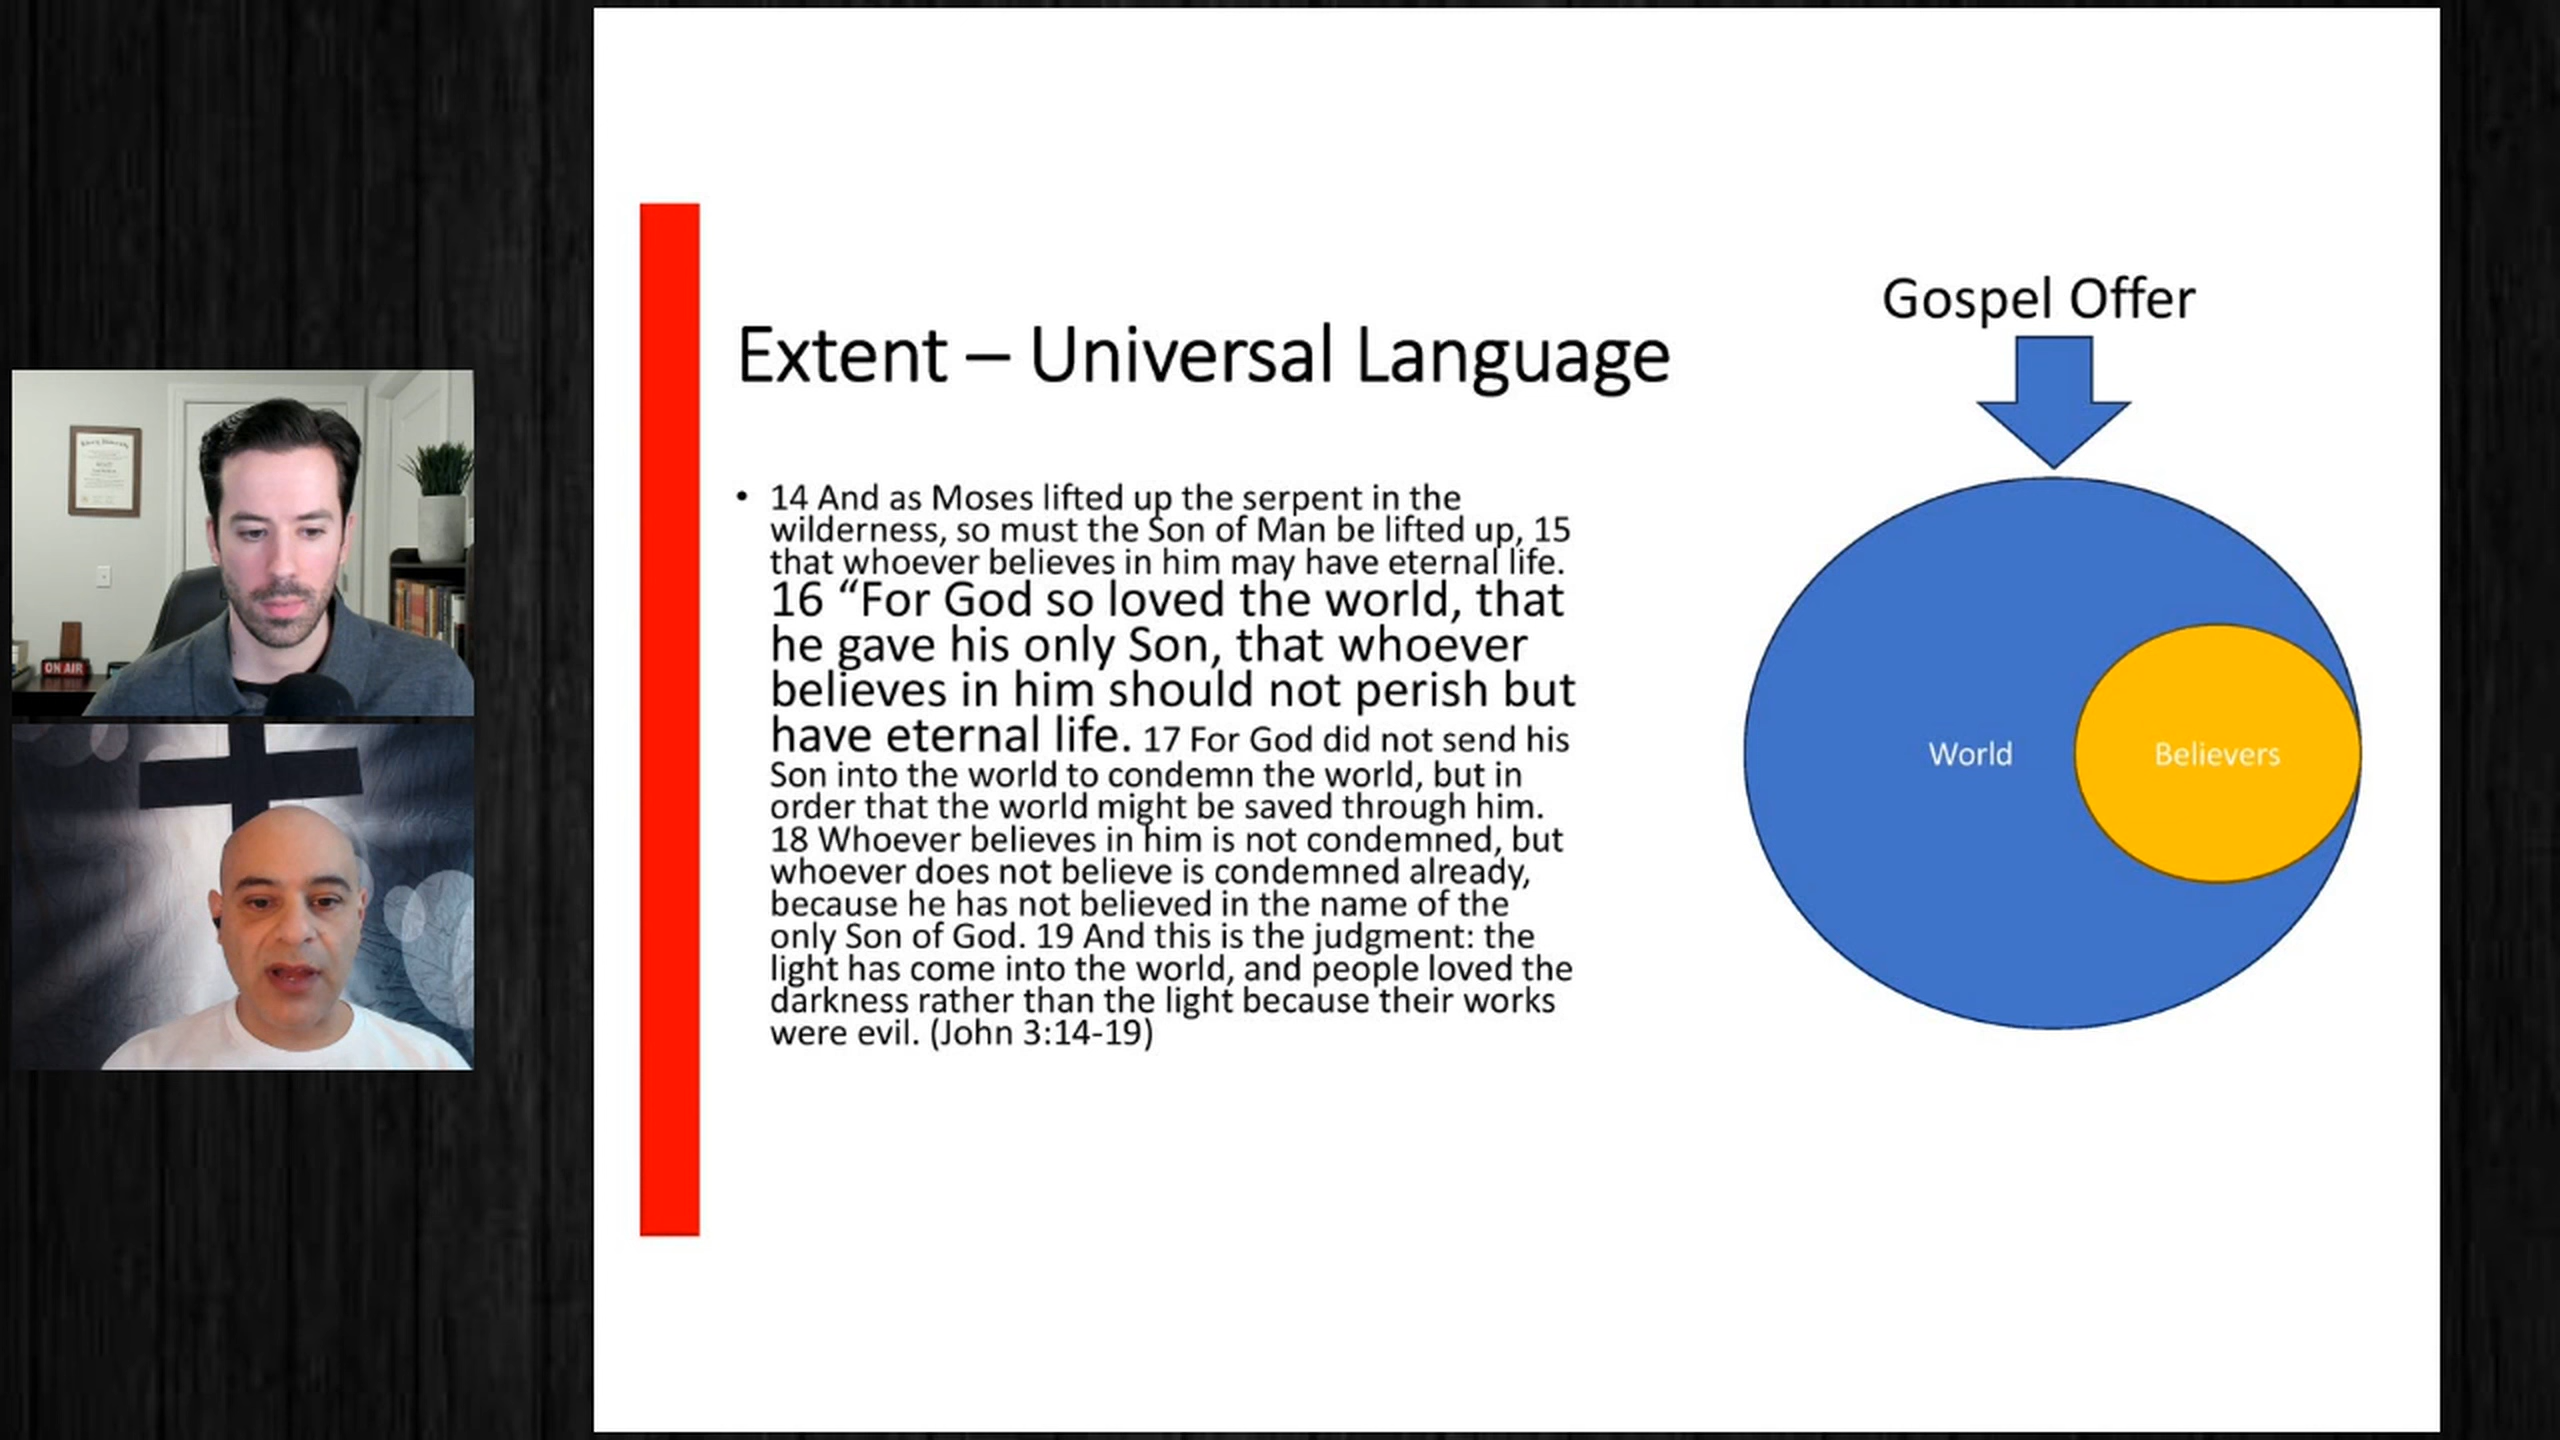 Extent – Universal Language
Gospel Offer
• 14 And as Moses lifted up the serpent in the
wilderness, so must the Son of Man be lifted up, 15
that whoever believes in him may have eternal life.
16 “For God so loved the world, that
he gave his only Son, that whoever
believes in him should not perish but
have eternal life. 17 For God did not send his
Son into the world to condemn the world, but in
order that the world might be saved through him.
18 Whoever believes in him is not condemned, but
whoever does not believe is condemned already,
because he has not believed in the name of the
only Son of God. 19 And this is the judgment: the
light has come into the world, and people loved the
darkness rather than the light because their works
were evil. (John 3:14-19)
World
Believers
ON AIR